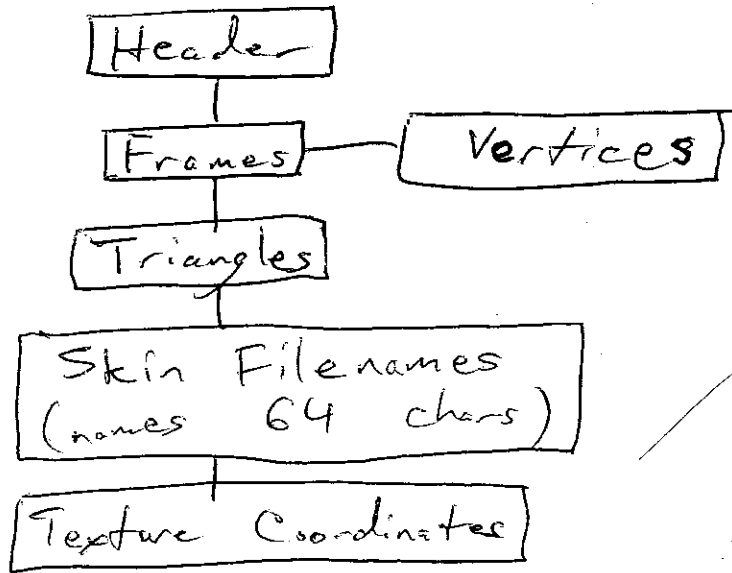 Header
Frames
Vertices
Triangles
Skin Filenames
(names 64 chars)
Texture Coordinates